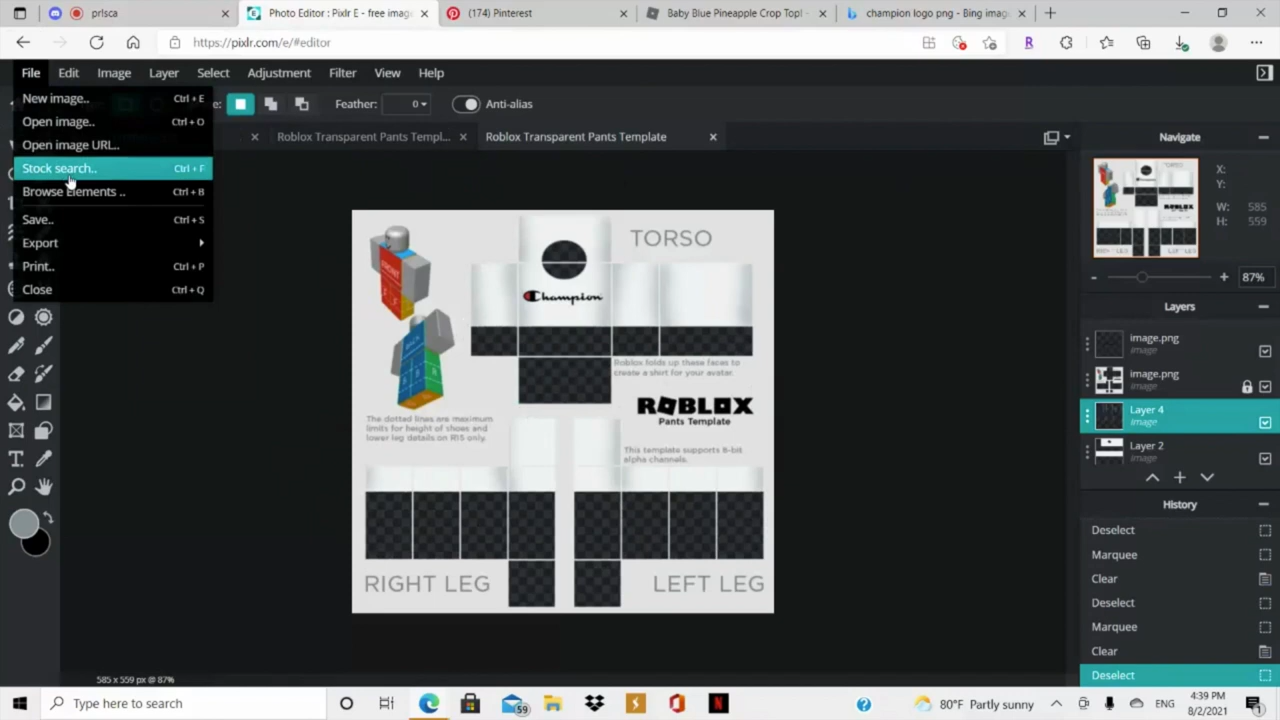 prlsca
Photo Editor : Pixlr E - free imag
(174) Pinterest
Baby Blue Pineapple Crop Top! -
champion logo png - Bing imag
https://pixlr.com/e/#editor
File Edit Image Layer Select Adjustment Filter View Help
New image.. Ctrl + E
Open image.. Ctrl + O
Open image URL..
Stock search.. Ctrl + F
Browse Elements .. Ctrl + B
Save.. Ctrl + S
Export
Print.. Ctrl + P
Close Ctrl + Q
Feather: 0
Anti-alias
Roblox Transparent Pants Templ...
Roblox Transparent Pants Template
Navigate
X:
Y:
W: 585
H: 559
87%
Layers
image.png
Image
image.png
Image
Layer 4
Image
Layer 2
Image
History
Deselect
Marquee
Clear
Deselect
Marquee
Clear
Deselect
TORSO
FRONT
BACK
Champion
Roblox folds up these faces to
create a shirt for your avatar.
ROBLOX
Pants Template
The dotted lines are maximum
limits for height of shoes and
lower leg details on R15 only.
This template supports 8-bit
alpha channels.
RIGHT LEG
LEFT LEG
585 x 559 px @ 87%
Type here to search
59
80°F Partly sunny
ENG
4:39 PM
8/2/2021
1